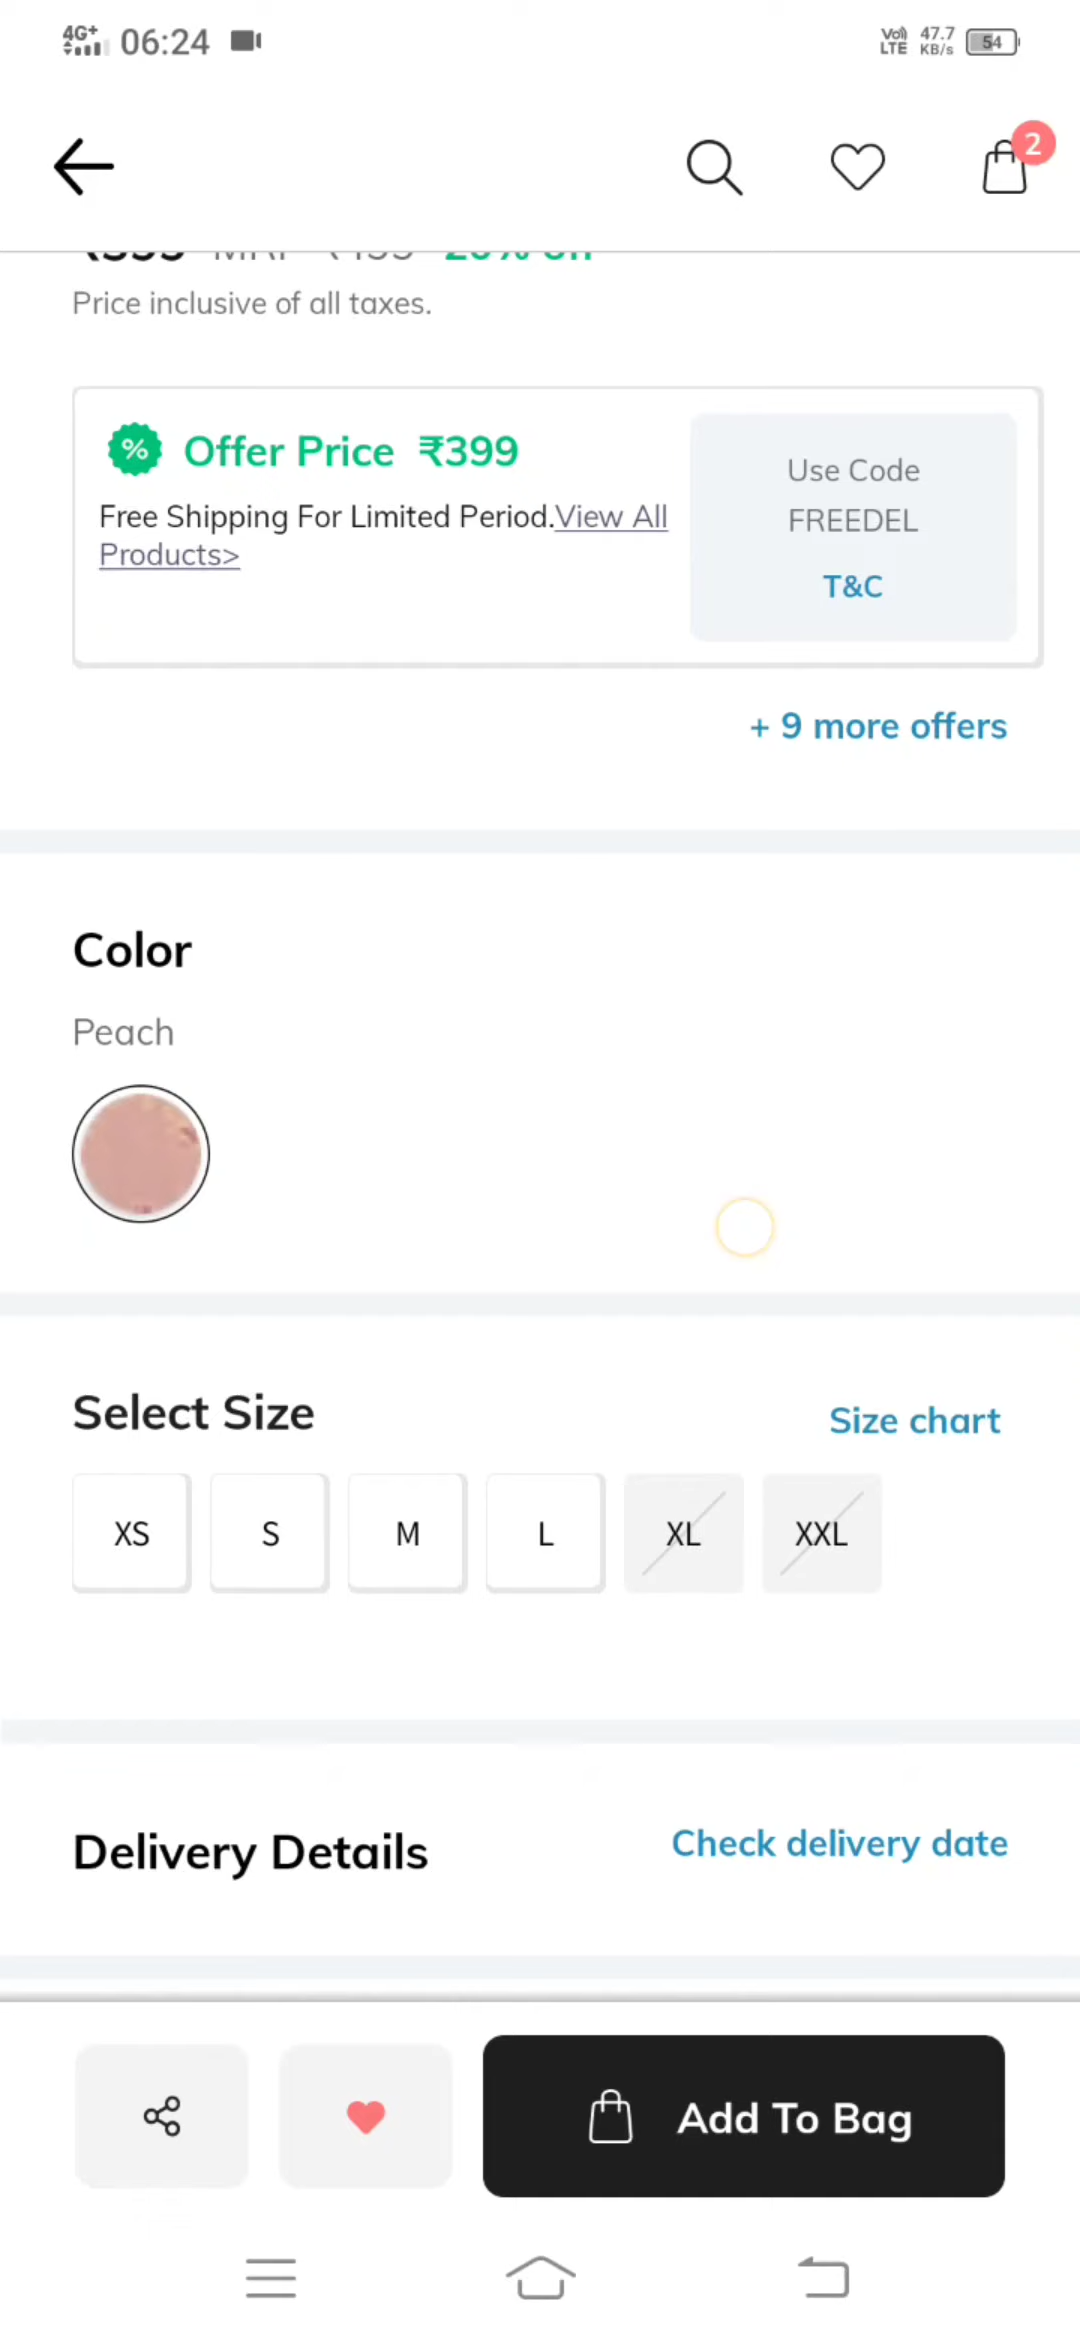 4G+ 06:24 Vo) LTE 47.7 KB/s 54
2
Price inclusive of all taxes.
% Offer Price ₹399
Free Shipping For Limited Period.View All
Products>
Use Code
FREEDEL
T&C
+ 9 more offers
Color
Peach
Select Size
Size chart
XS S M L XL XXL
Delivery Details
Check delivery date
Add To Bag